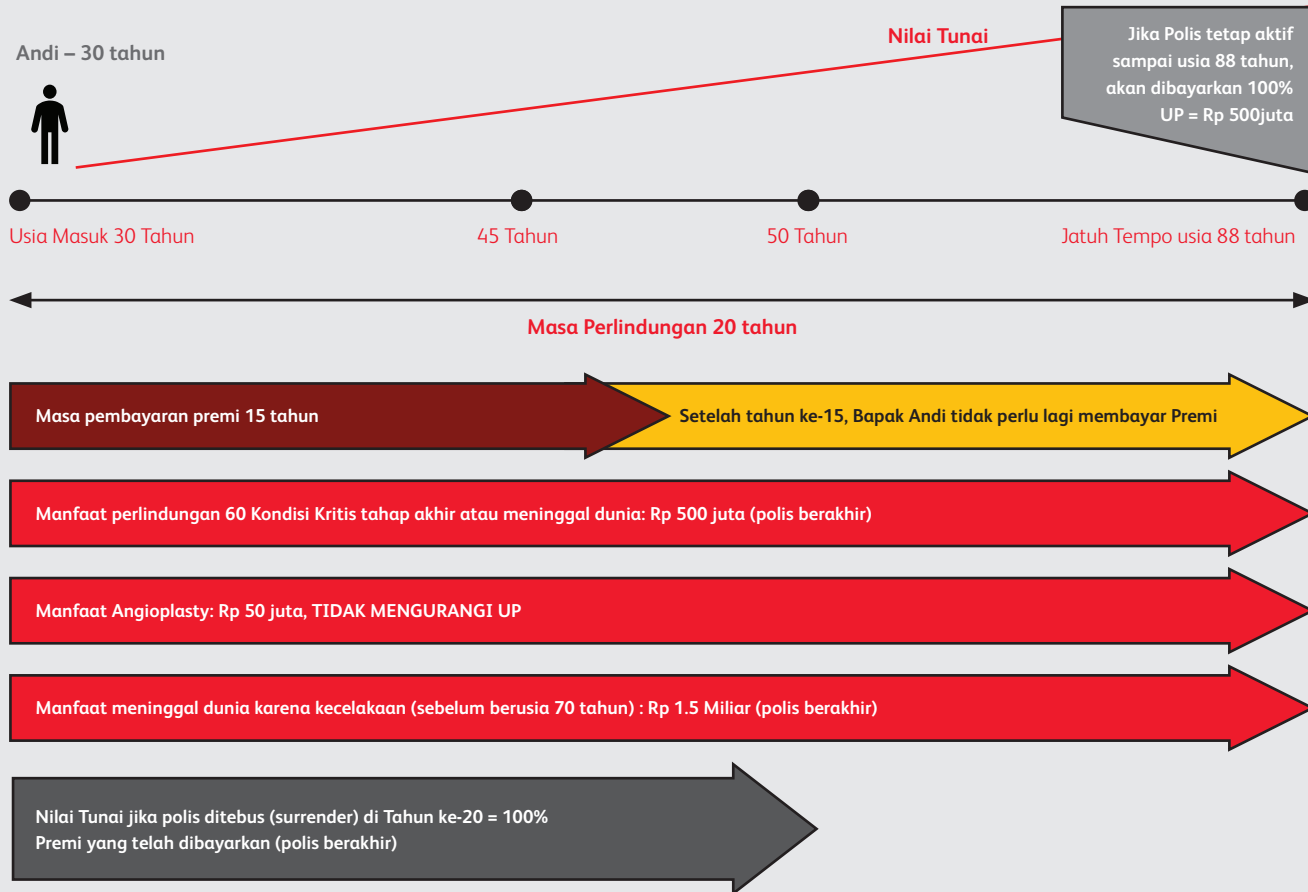 Andi – 30 tahun
Nilai Tunai
Jika Polis tetap aktif
sampai usia 88 tahun,
akan dibayarkan 100%
UP = Rp 500juta
Usia Masuk 30 Tahun
45 Tahun
50 Tahun
Jatuh Tempo usia 88 tahun
Masa Perlindungan 20 tahun
Masa pembayaran premi 15 tahun
Setelah tahun ke-15, Bapak Andi tidak perlu lagi membayar Premi
Manfaat perlindungan 60 Kondisi Kritis tahap akhir atau meninggal dunia: Rp 500 juta (polis berakhir)
Manfaat Angioplasty: Rp 50 juta, TIDAK MENGURANGI UP
Manfaat meninggal dunia karena kecelakaan (sebelum berusia 70 tahun) : Rp 1.5 Miliar (polis berakhir)
Nilai Tunai jika polis ditebus (surrender) di Tahun ke-20 = 100%
Premi yang telah dibayarkan (polis berakhir)